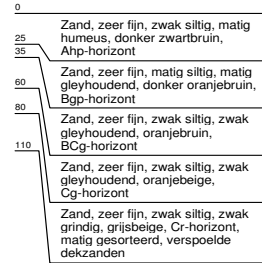 0
Zand, zeer fijn, zwak siltig, matig
humeus, donker zwartbruin,
Ahp-horizont
25
35
Zand, zeer fijn, matig siltig, matig
gleyhoudend, donker oranjebruin,
Bgp-horizont
60
Zand, zeer fijn, zwak siltig, zwak
gleyhoudend, oranjebruin,
BCg-horizont
80
Zand, zeer fijn, zwak siltig, zwak
gleyhoudend, oranjebeige,
Cg-horizont
110
Zand, zeer fijn, zwak siltig, zwak
grindig, grijsbeige, Cr-horizont,
matig gesorteerd, verspoelde
dekzanden